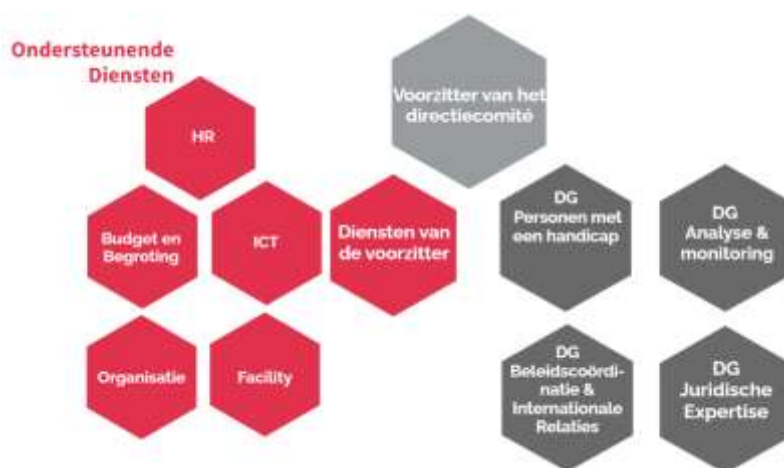 Ondersteunende
Diensten
HR
Budget en
Begroting
ICT
Organisatie
Facility
Diensten van
de voorzitter
Voorzitter van het
directiecomité
DG
Personen met
een handicap
DG
Analyse &
monitoring
DG
Beleidscoördi-
natie &
Internationale
Relaties
DG
Juridische
Expertise